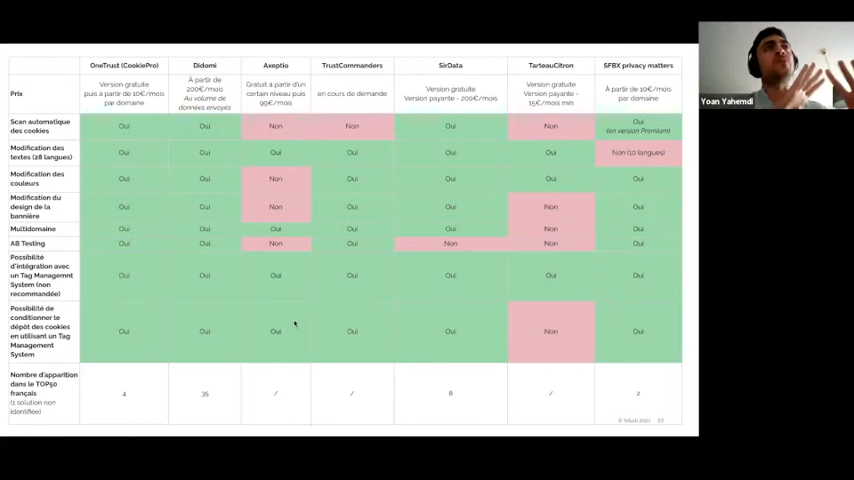 OneTrust (CookiePro) Didomi Axeptio TrustCommanders SirData TarteauCitron SFBX privacy matters
Prix
Version gratuite
puis à partir de 10€/mois
par domaine
À partir de
200€/mois
Au volume de
données envoyés
Gratuit à partir d'un
certain niveau puis
99€/mois
en cours de demande
Version gratuite
Version payante - 200€/mois
Version gratuite
Version payante -
15€/mois min
À partir de 10€/mois
par domaine
Yoan Yahemdi
Scan automatique
des cookies
Oui Oui Non Non Oui Non Oui
(en version Premium)
Modification des
textes (28 langues)
Oui Oui Oui Oui Oui Oui Non (10 langues)
Modification des
couleurs
Oui Oui Non Oui Oui Oui Oui
Modification du
design de la
bannière
Oui Oui Non Oui Oui Non Oui
Multidomaine Oui Oui Oui Oui Oui Non Oui
AB Testing Oui Oui Non Oui Non Non Oui
Possibilité
d'intégration avec
un Tag Managemnt
System (non
recommandée)
Oui Oui Oui Oui Oui Oui Oui
Possibilité de
conditionner le
dépôt des cookies
en utilisant un Tag
Management
System
Oui Oui Oui Oui Oui Non Oui
Nombre d'apparition
dans le TOP50
français
(1 solution non
identifiée)
4 35 / / 8 / 2
20